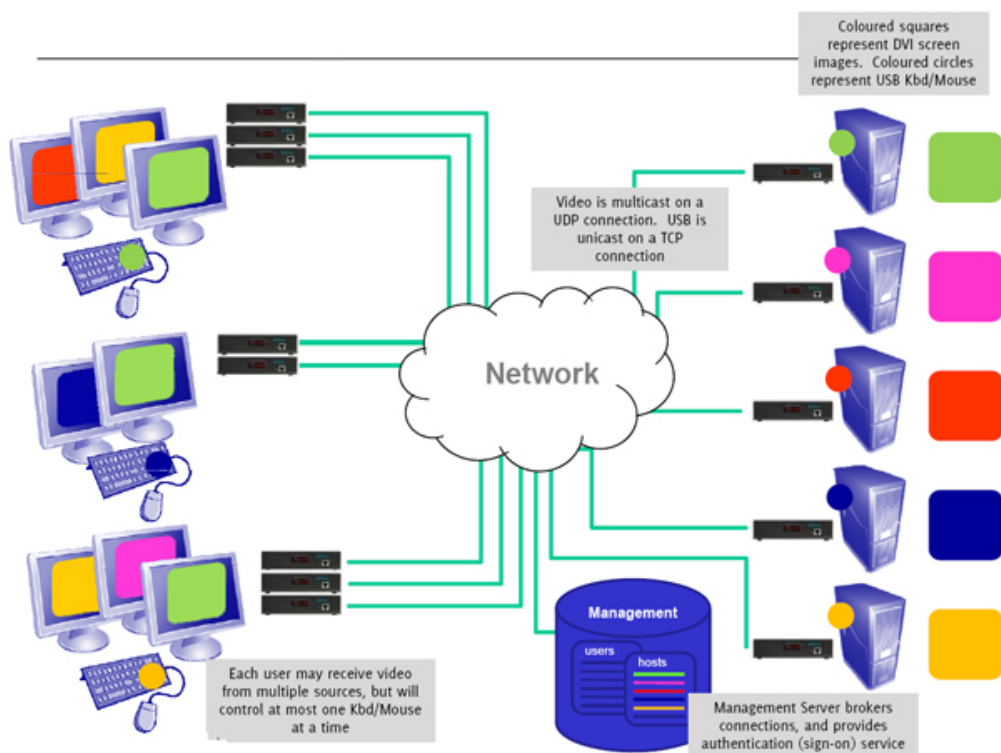 Coloured squares
represent DVI screen
images. Coloured circles
represent USB Kbd/Mouse
Video is multicast on a
UDP connection. USB is
unicast on a TCP
connection
Network
Management
users
hosts
Each user may receive video
from multiple sources, but will
control at most one Kbd/Mouse
at a time
Management Server brokers
connections, and provides
authentication (sign-on) service